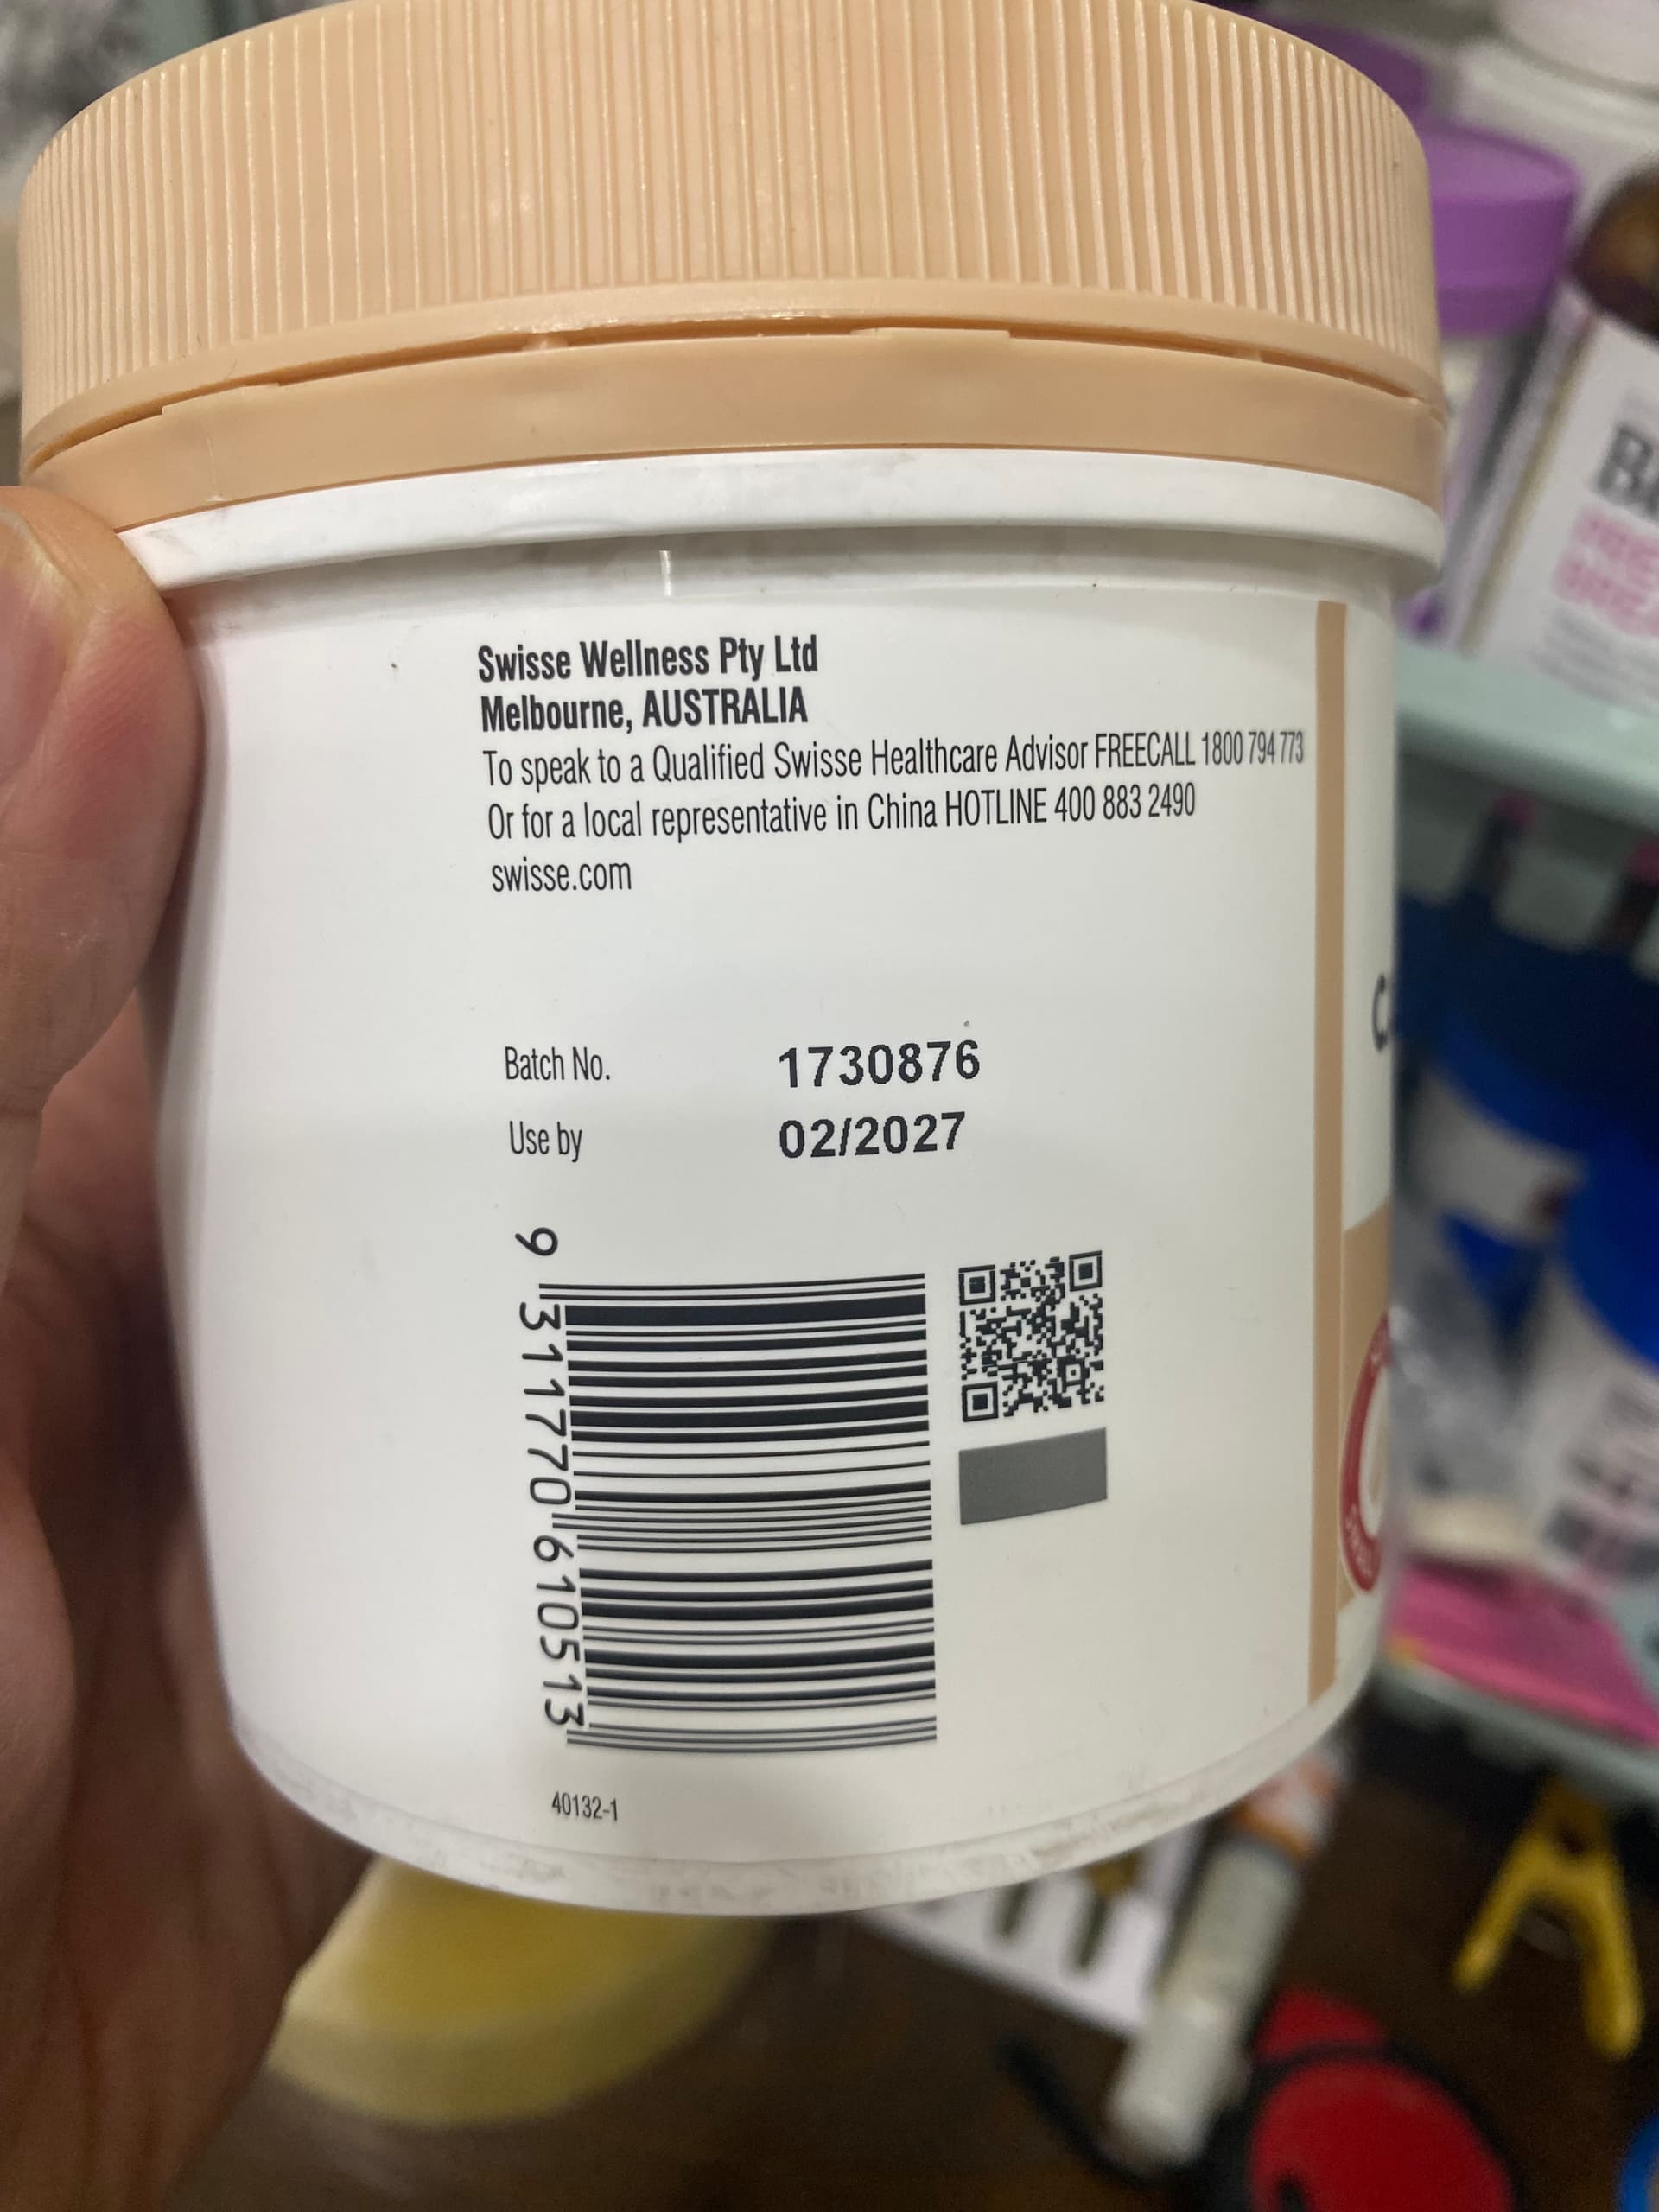 Swisse Wellness Pty Ltd
Melbourne, AUSTRALIA
To speak to a Qualified Swisse Healthcare Advisor FREECALL 1800 794 773
Or for a local representative in China HOTLINE 400 883 2490
swisse.com
Batch No. 1730876
Use by 02/2027
9 311770 610513
40132-1